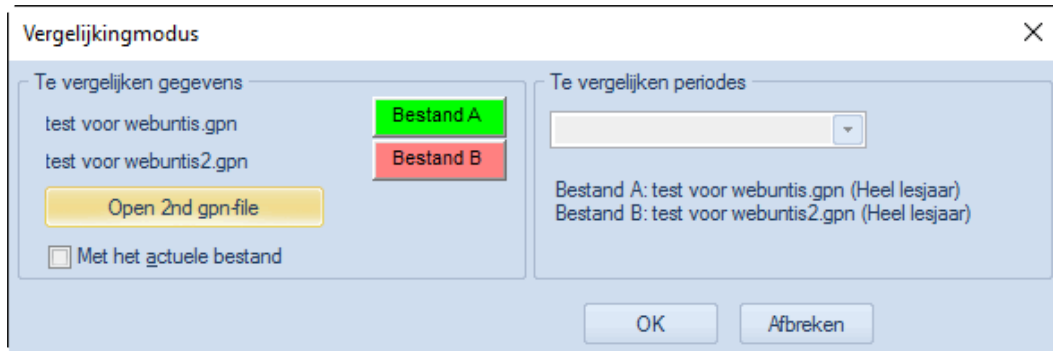 Vergelijkingmodus
Te vergelijken gegevens
test voor webuntis.gpn
Bestand A
test voor webuntis2.gpn
Bestand B
Open 2nd gpn-file
Met het actuele bestand
Te vergelijken periodes
Bestand A: test voor webuntis.gpn (Heel lesjaar)
Bestand B: test voor webuntis2.gpn (Heel lesjaar)
OK
Afbreken